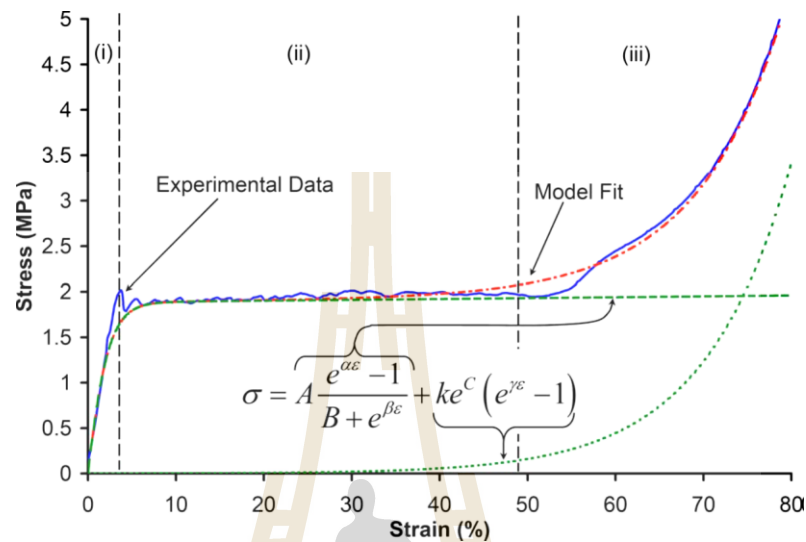 5
4.5
4
3.5
3
2.5
2
1.5
1
0.5
0
Stress (MPa)
(i)
(ii)
(iii)
Experimental Data
Model Fit
σ = A (e^{αε} − 1) / (B + e^{βε}) + ke^C (e^{γε} − 1)
0 10 20 30 40 50 60 70 80
Strain (%)